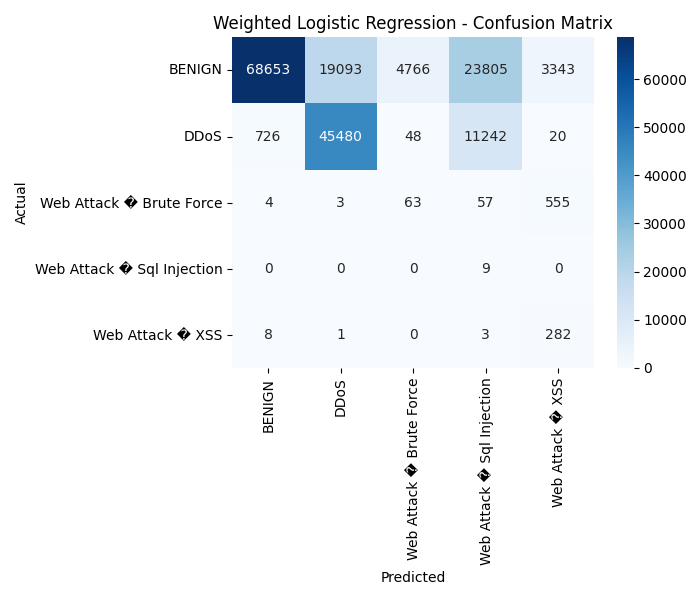 Weighted Logistic Regression - Confusion Matrix
Actual
BENIGN 68653 19093 4766 23805 3343
DDoS 726 45480 48 11242 20
Web Attack � Brute Force 4 3 63 57 555
Web Attack � Sql Injection 0 0 0 9 0
Web Attack � XSS 8 1 0 3 282
BENIGN
DDoS
Web Attack � Brute Force
Web Attack � Sql Injection
Web Attack � XSS
Predicted
60000
50000
40000
30000
20000
10000
0